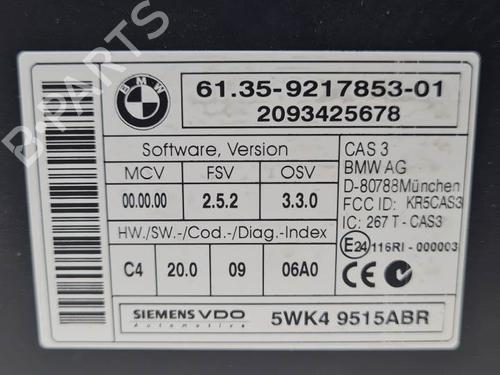 B-PARTS
BMW
61.35-9217853-01
2093425678
Software, Version
MCV FSV OSV
00.00.00 2.5.2 3.3.0
HW./SW.-/Cod.-/Diag.-Index
C4 20.0 09 06A0
CAS 3
BMW AG
D-80788München
FCC ID: KR5CAS3
IC: 267 T - CAS3
E24 116RI - 000003
CE
SIEMENS VDO
Automotive
5WK4 9515ABR